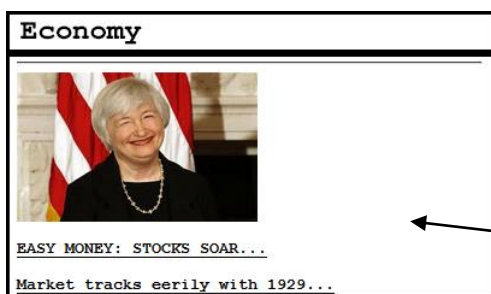 Economy
EASY MONEY: STOCKS SOAR...
Market tracks eerily with 1929...